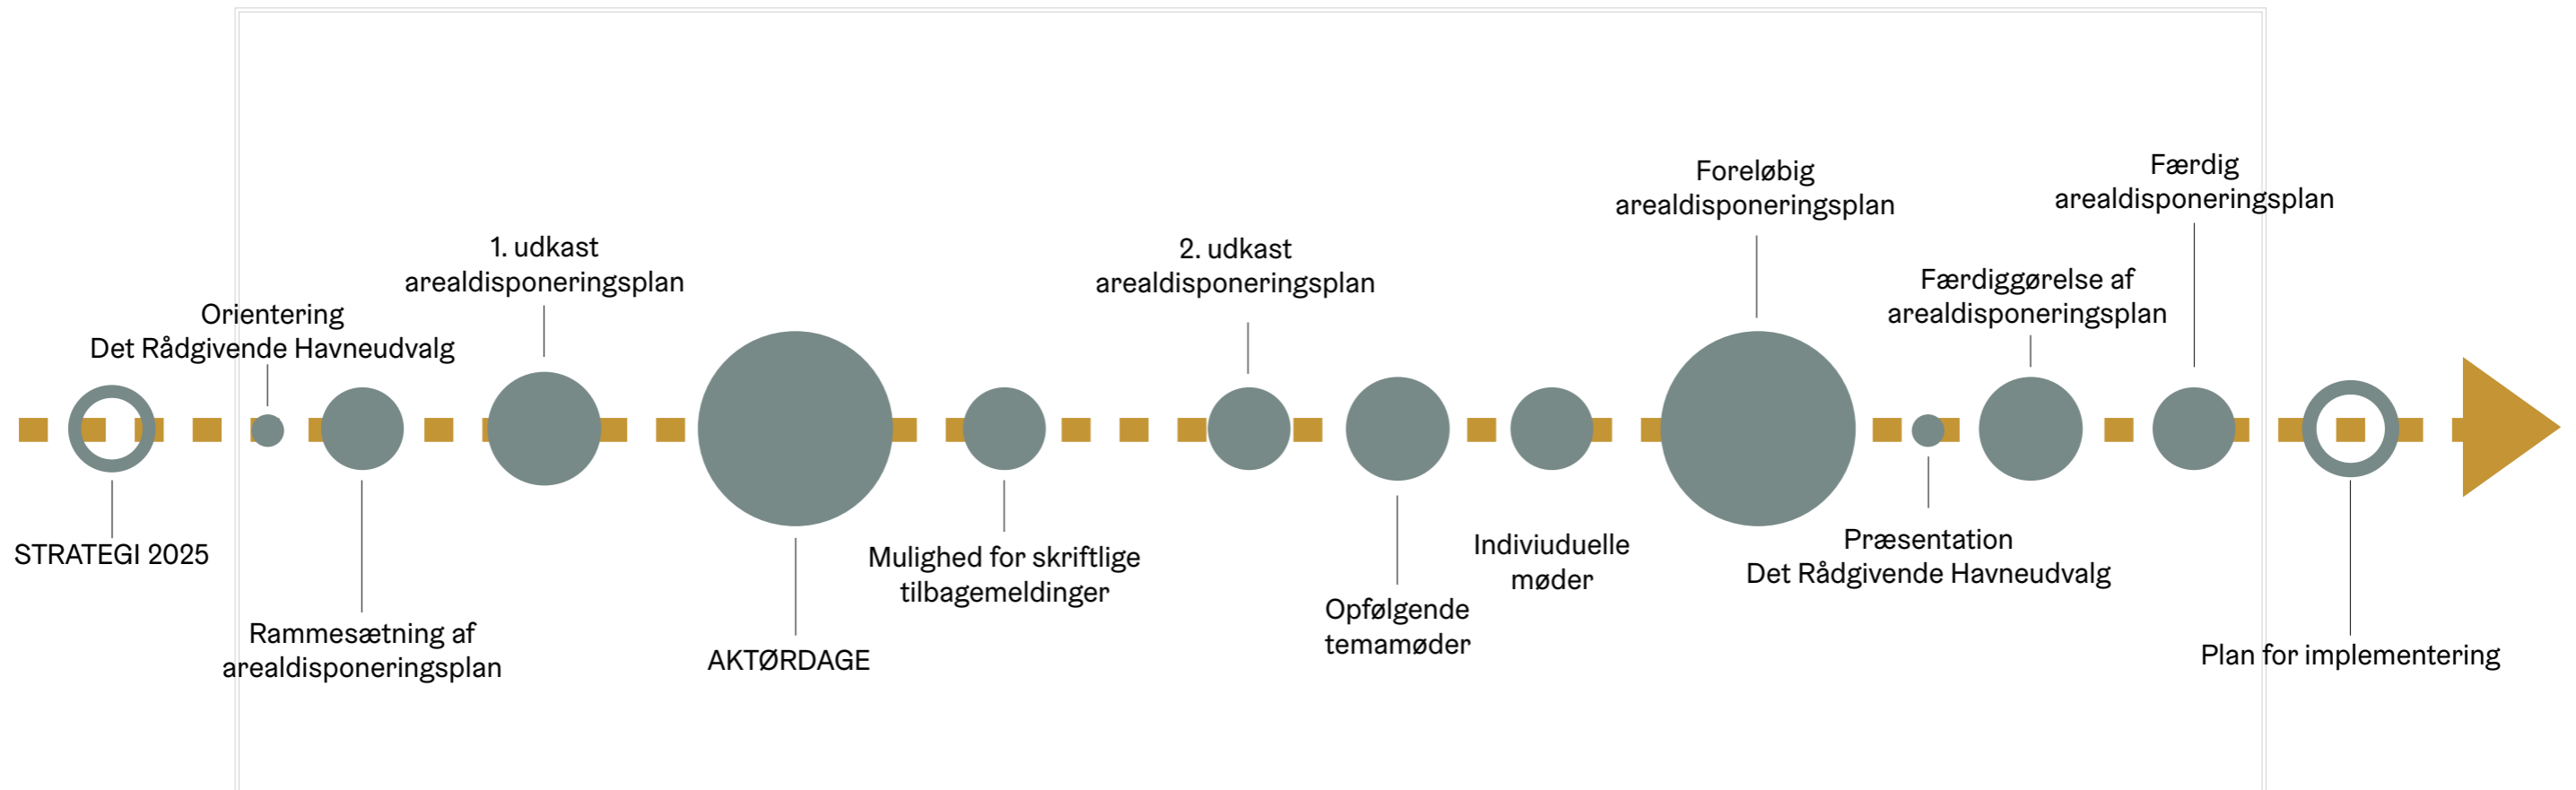 STRATEGI 2025
Orientering
Det Rådgivende Havneudvalg
Rammesætning af
arealdisponeringsplan
1. udkast
arealdisponeringsplan
AKTØRDAGE
Mulighed for skriftlige
tilbagemeldinger
2. udkast
arealdisponeringsplan
Opfølgende
temamøder
Indiviuduelle
møder
Foreløbig
arealdisponeringsplan
Præsentation
Det Rådgivende Havneudvalg
Færdiggørelse af
arealdisponeringsplan
Færdig
arealdisponeringsplan
Plan for implementering